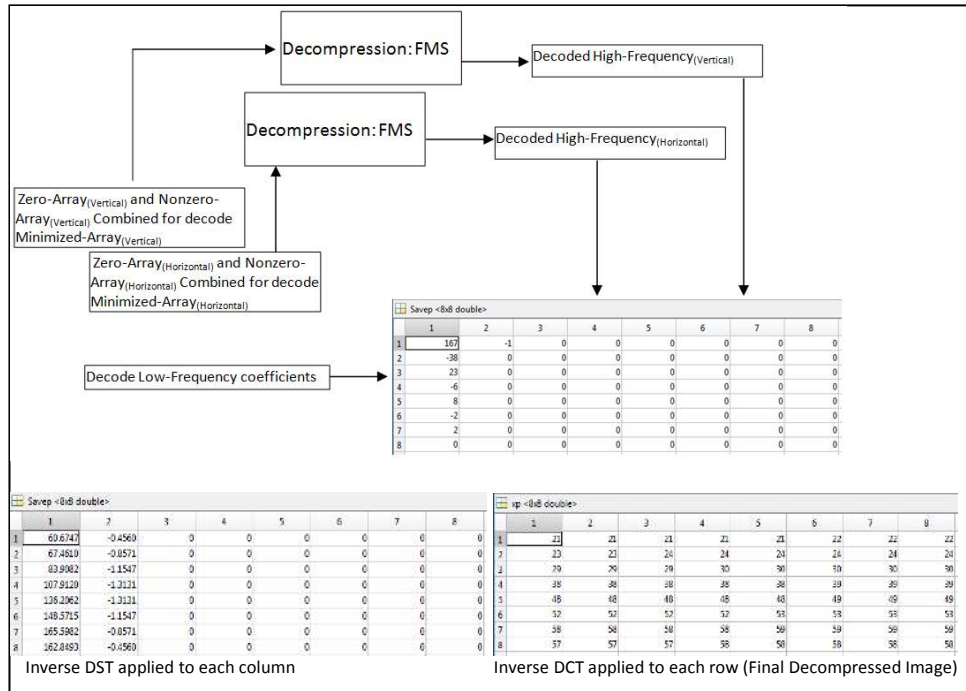 Decompression:FMS
Decoded High-Frequency(Vertical)
Decompression:FMS
Decoded High-Frequency(Horizontal)
Zero-Array(Vertical) and Nonzero-
Array(Vertical) Combined for decode
Minimized-Array(Vertical)
Zero-Array(Horizontal) and Nonzero-
Array(Horizontal) Combined for decode
Minimized-Array(Horizontal)
Decode Low-Frequency coefficients
Savep <8x8 double>
1 2 3 4 5 6 7 8
1 167 -1 0 0 0 0 0 0
2 -38 0 0 0 0 0 0 0
3 23 0 0 0 0 0 0 0
4 -6 0 0 0 0 0 0 0
5 8 0 0 0 0 0 0 0
6 -2 0 0 0 0 0 0 0
7 2 0 0 0 0 0 0 0
8 0 0 0 0 0 0 0 0
Savep <8x8 double>
1 2 3 4 5 6 7 8
1 60.6747 -0.4560 0 0 0 0 0 0
2 67.4610 -0.8571 0 0 0 0 0 0
3 83.9082 -1.1547 0 0 0 0 0 0
4 107.9120 -1.3131 0 0 0 0 0 0
5 136.2062 -1.3131 0 0 0 0 0 0
6 148.5715 -1.1547 0 0 0 0 0 0
7 165.5982 -0.8571 0 0 0 0 0 0
8 162.8493 -0.4560 0 0 0 0 0 0
Inverse DST applied to each column
xp <8x8 double>
1 2 3 4 5 6 7 8
1 21 21 21 21 21 22 22 22
2 23 23 24 24 24 24 24 24
3 29 29 29 30 30 30 30 30
4 38 38 38 38 38 39 39 39
5 48 48 48 48 48 49 49 49
6 52 52 52 52 53 53 53 53
7 58 58 58 58 59 59 59 59
8 57 57 57 58 58 58 58 58
Inverse DCT applied to each row (Final Decompressed Image)